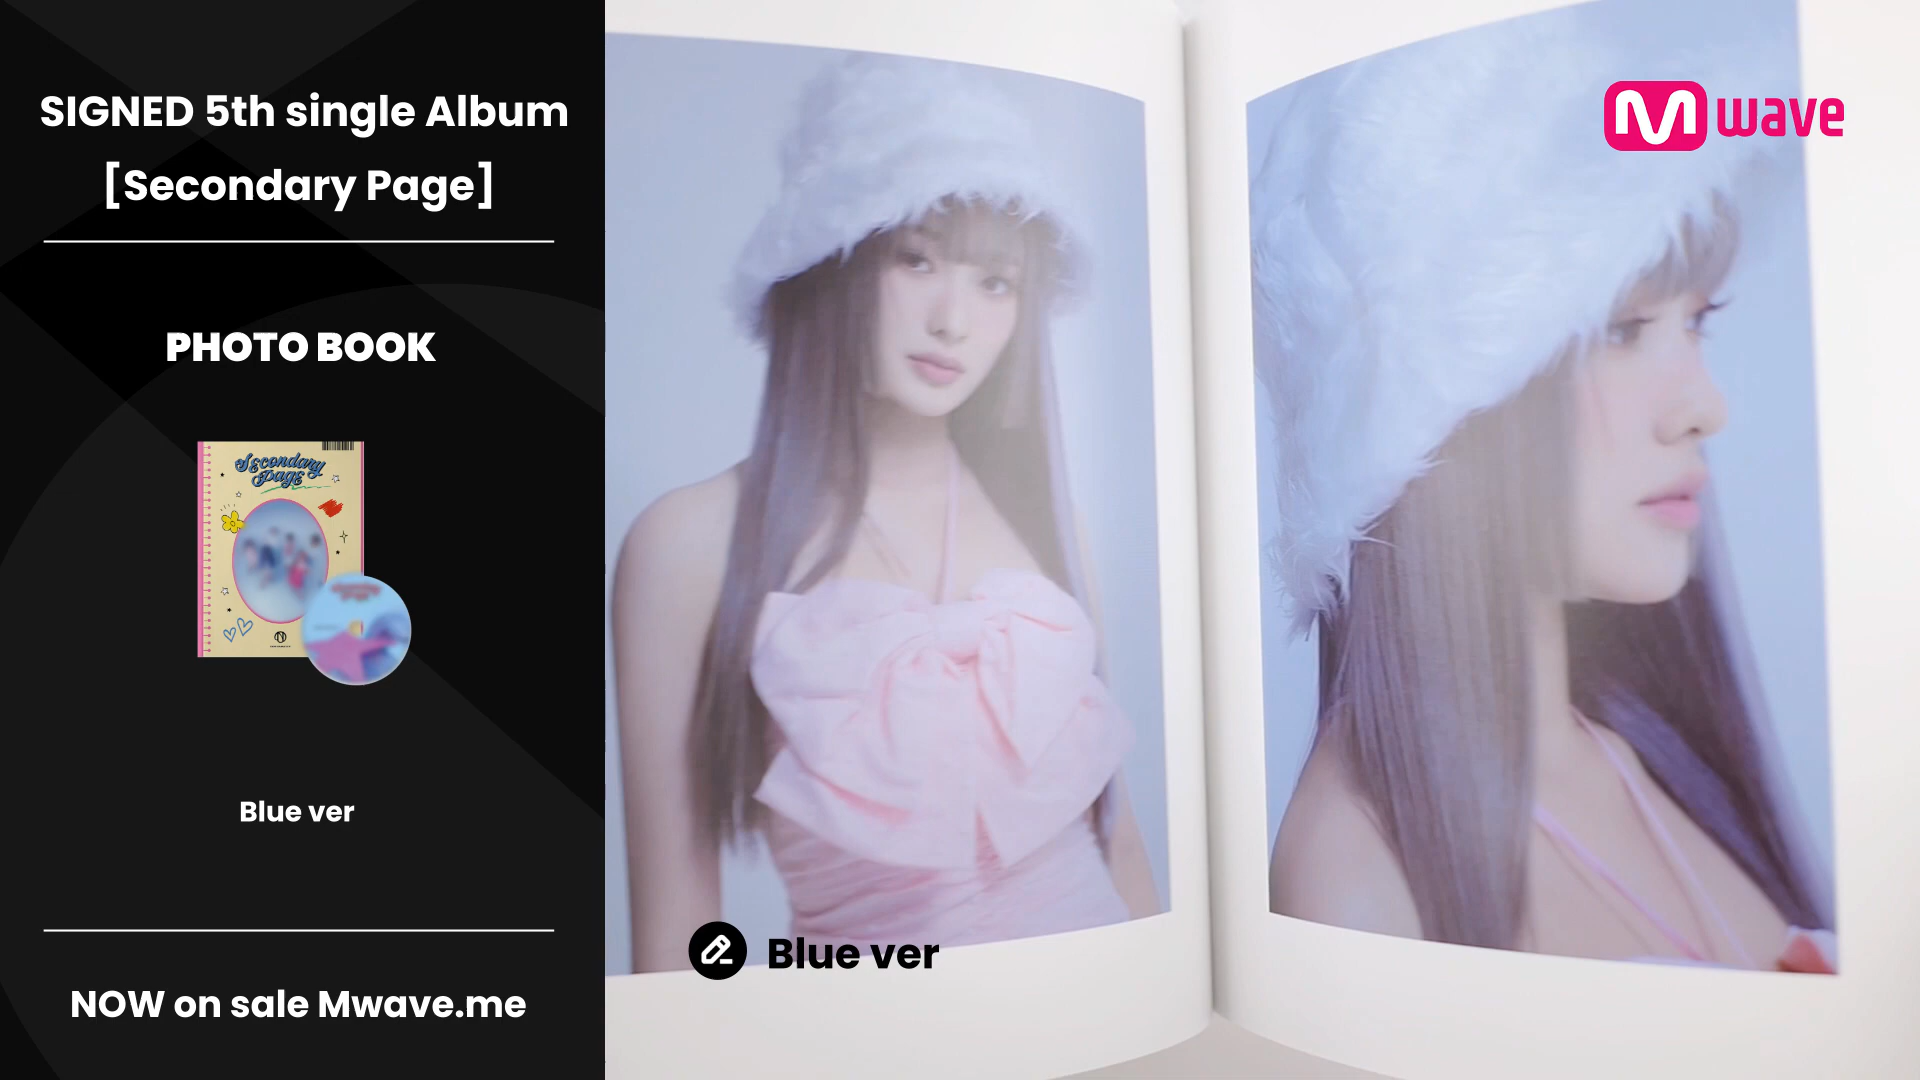 SIGNED 5th single Album
[Secondary Page]
PHOTO BOOK
Secondary
Page
Blue ver
NOW on sale Mwave.me
M wave
Blue ver